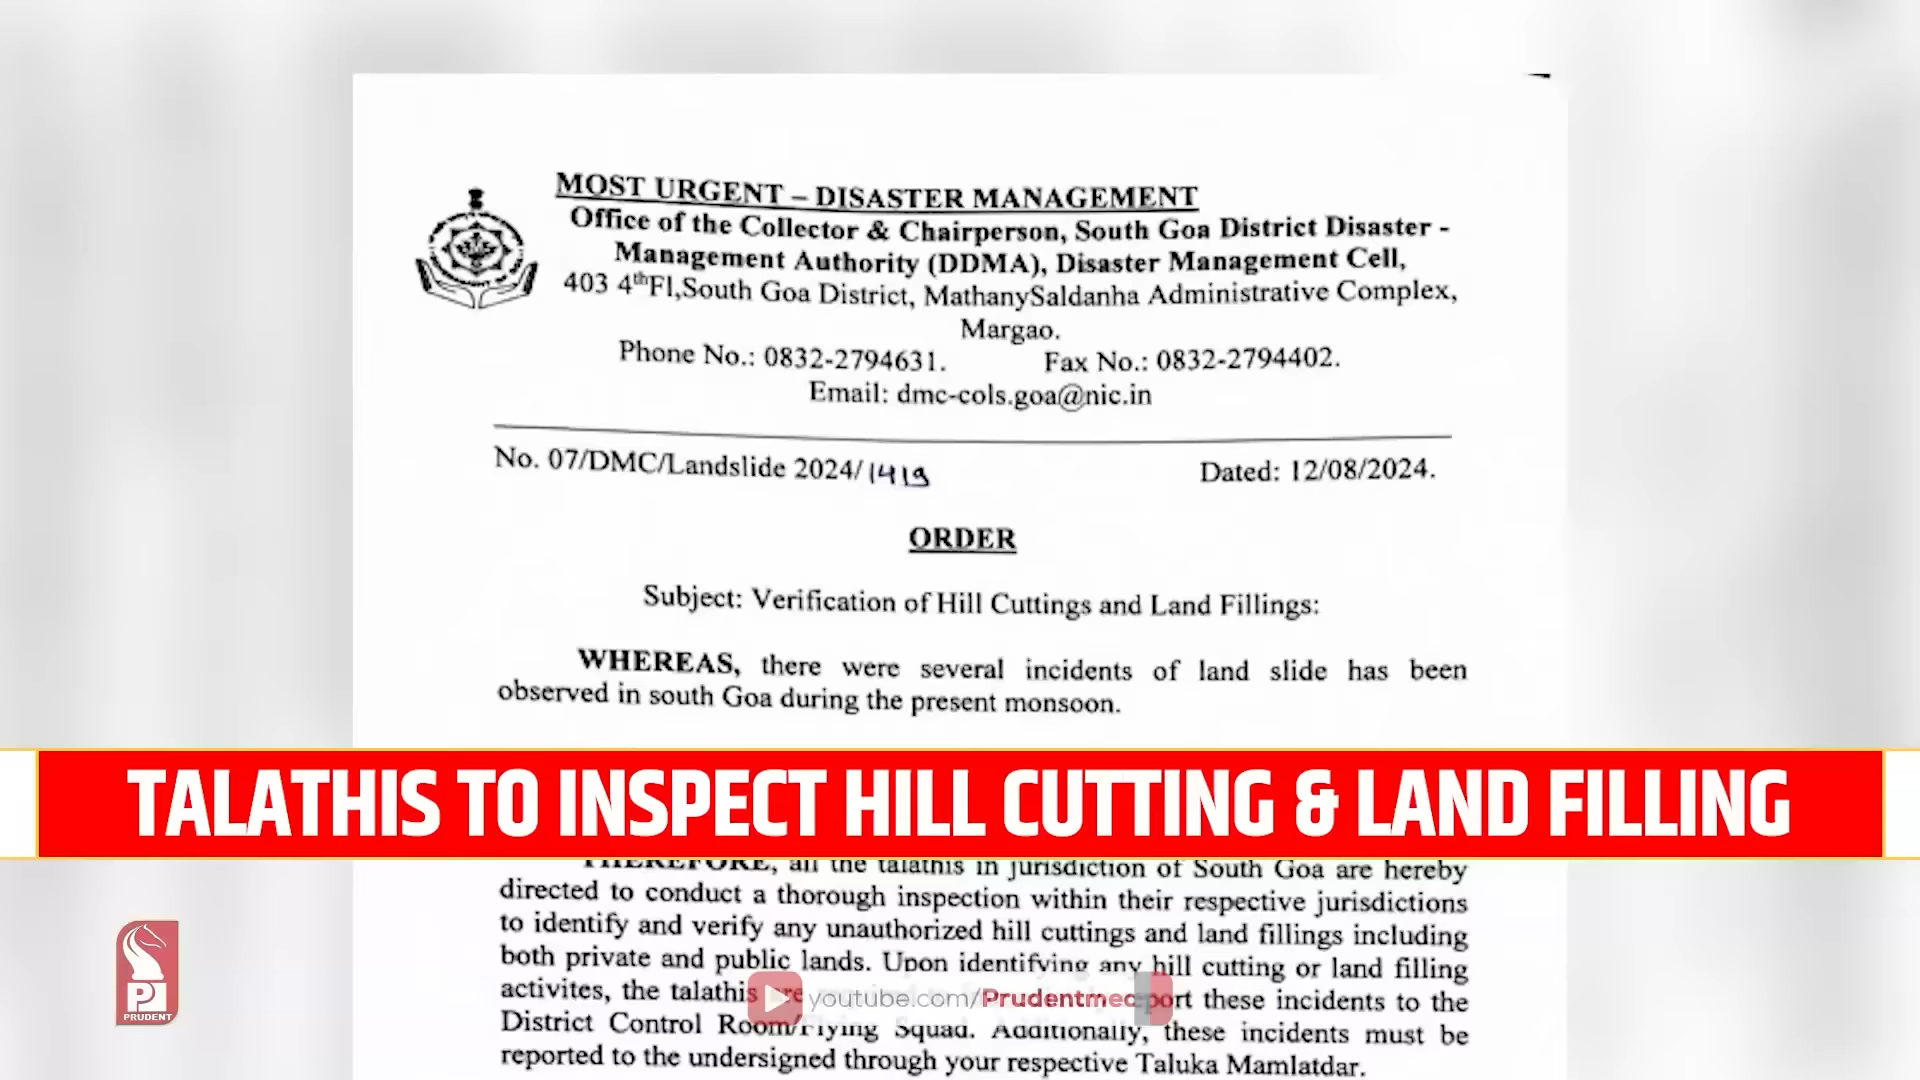 MOST URGENT – DISASTER MANAGEMENT
Office of the Collector & Chairperson, South Goa District Disaster -
Management Authority (DDMA), Disaster Management Cell,
403 4thFl,South Goa District, MathanySaldanha Administrative Complex,
Margao.
Phone No.: 0832-2794631. Fax No.: 0832-2794402.
Email: dmc-cols.goa@nic.in
No. 07/DMC/Landslide 2024/1419 Dated: 12/08/2024.
ORDER
Subject: Verification of Hill Cuttings and Land Fillings:
WHEREAS, there were several incidents of land slide has been
observed in south Goa during the present monsoon.
TALATHIS TO INSPECT HILL CUTTING & LAND FILLING
THEREFORE, all the talathis in jurisdiction of South Goa are hereby
directed to conduct a thorough inspection within their respective jurisdictions
to identify and verify any unauthorized hill cuttings and land fillings including
both private and public lands. Upon identifying any hill cutting or land filling
activites, the talathis are port these incidents to the
youtube.com/Prudentmed
District Control Room/Flying Squad. Additionally, these incidents must be
reported to the undersigned through your respective Taluka Mamlatdar.
P
PRUDENT